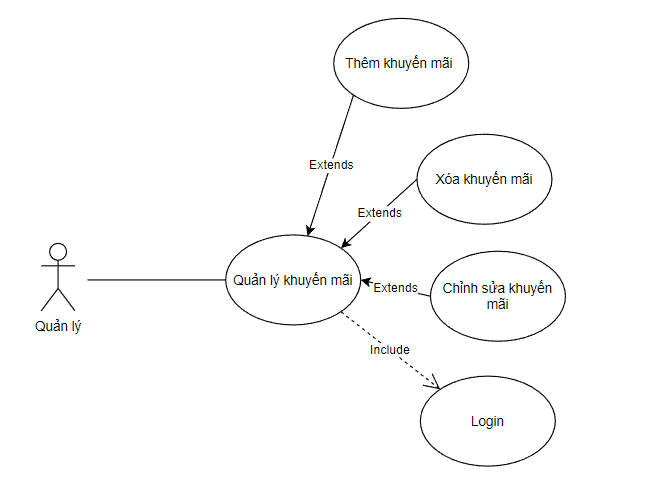 Thêm khuyến mãi
Extends
Xóa khuyến mãi
Extends
Quản lý khuyến mãi
Extends
Chỉnh sửa khuyến
mãi
Quản lý
Include
Login